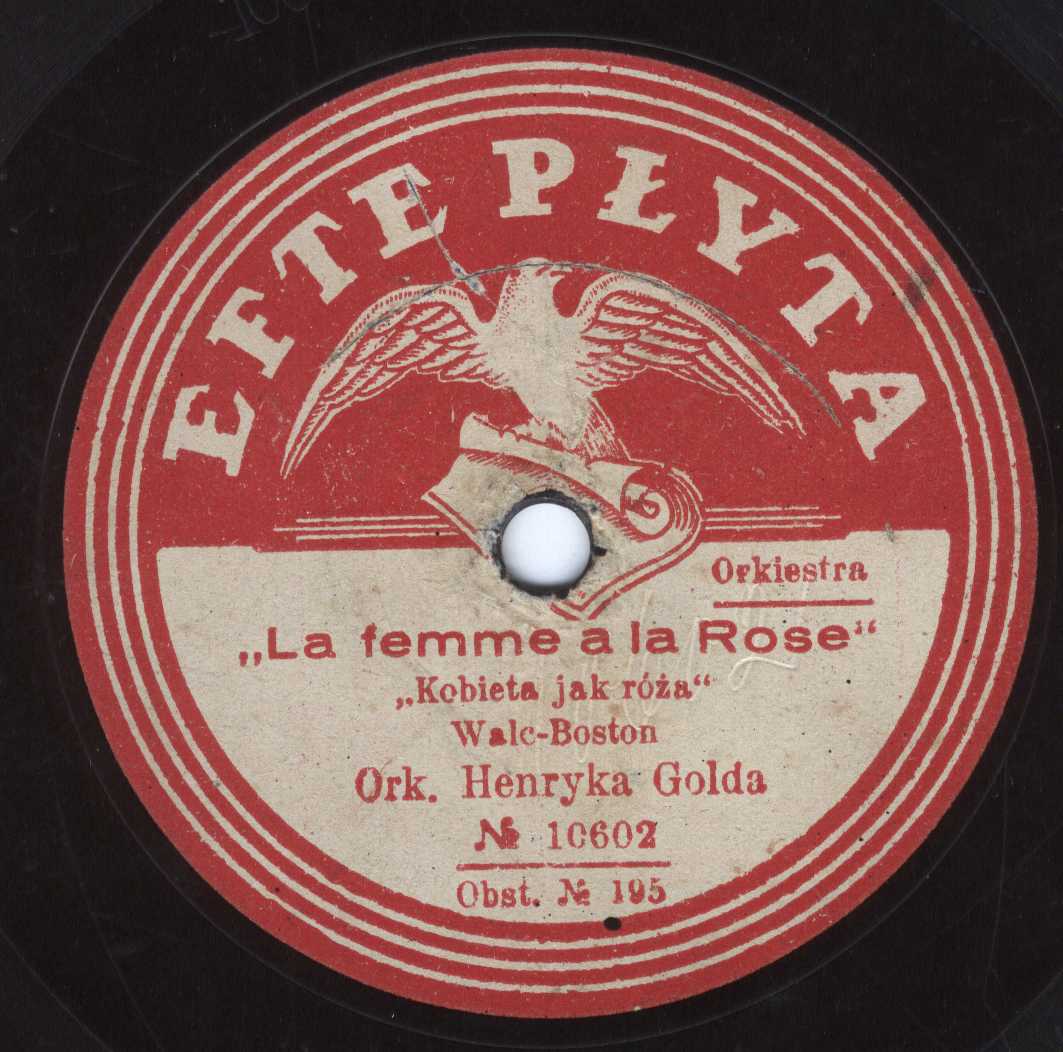 EFTE PŁYTA
Orkiestra
„La femme a la Rose“
„Kobieta jak róża“
Walc-Boston
Ork. Henryka Golda
№ 10602
Obst. № 195